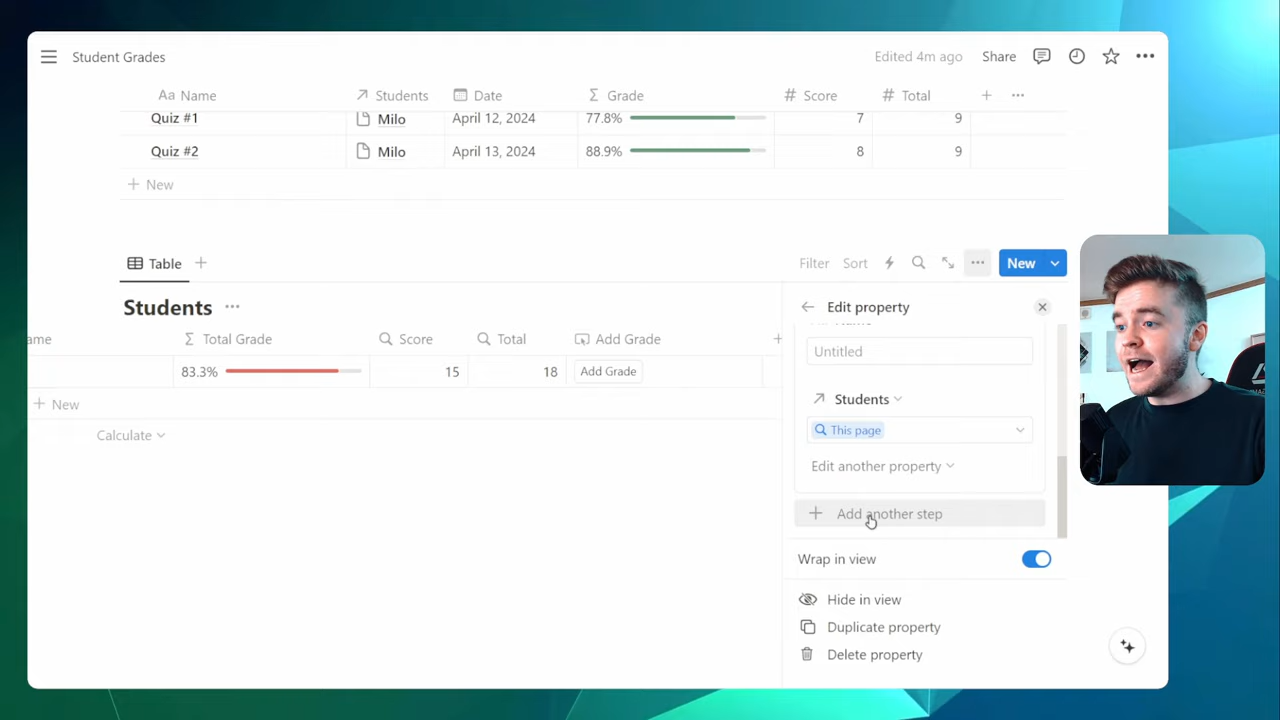 Student Grades
Edited 4m ago
Share
Aa Name
Students
Date
Grade
# Score
# Total
Quiz #1
Milo
April 12, 2024
77.8%
7
9
Quiz #2
Milo
April 13, 2024
88.9%
8
9
+ New
Table
Filter
Sort
New
Students
Edit property
ame
Σ Total Grade
Score
Total
Add Grade
Untitled
83.3%
15
18
Add Grade
Students
+ New
This page
Calculate
Edit another property
+ Add another step
Wrap in view
Hide in view
Duplicate property
Delete property